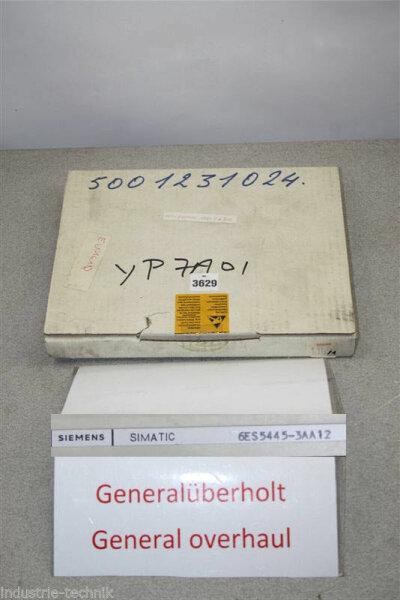 5001231024.
YP7A01
3629
SIEMENS SIMATIC 6ES5445-3AA12
Generalüberholt
General overhaul
industrie-technik